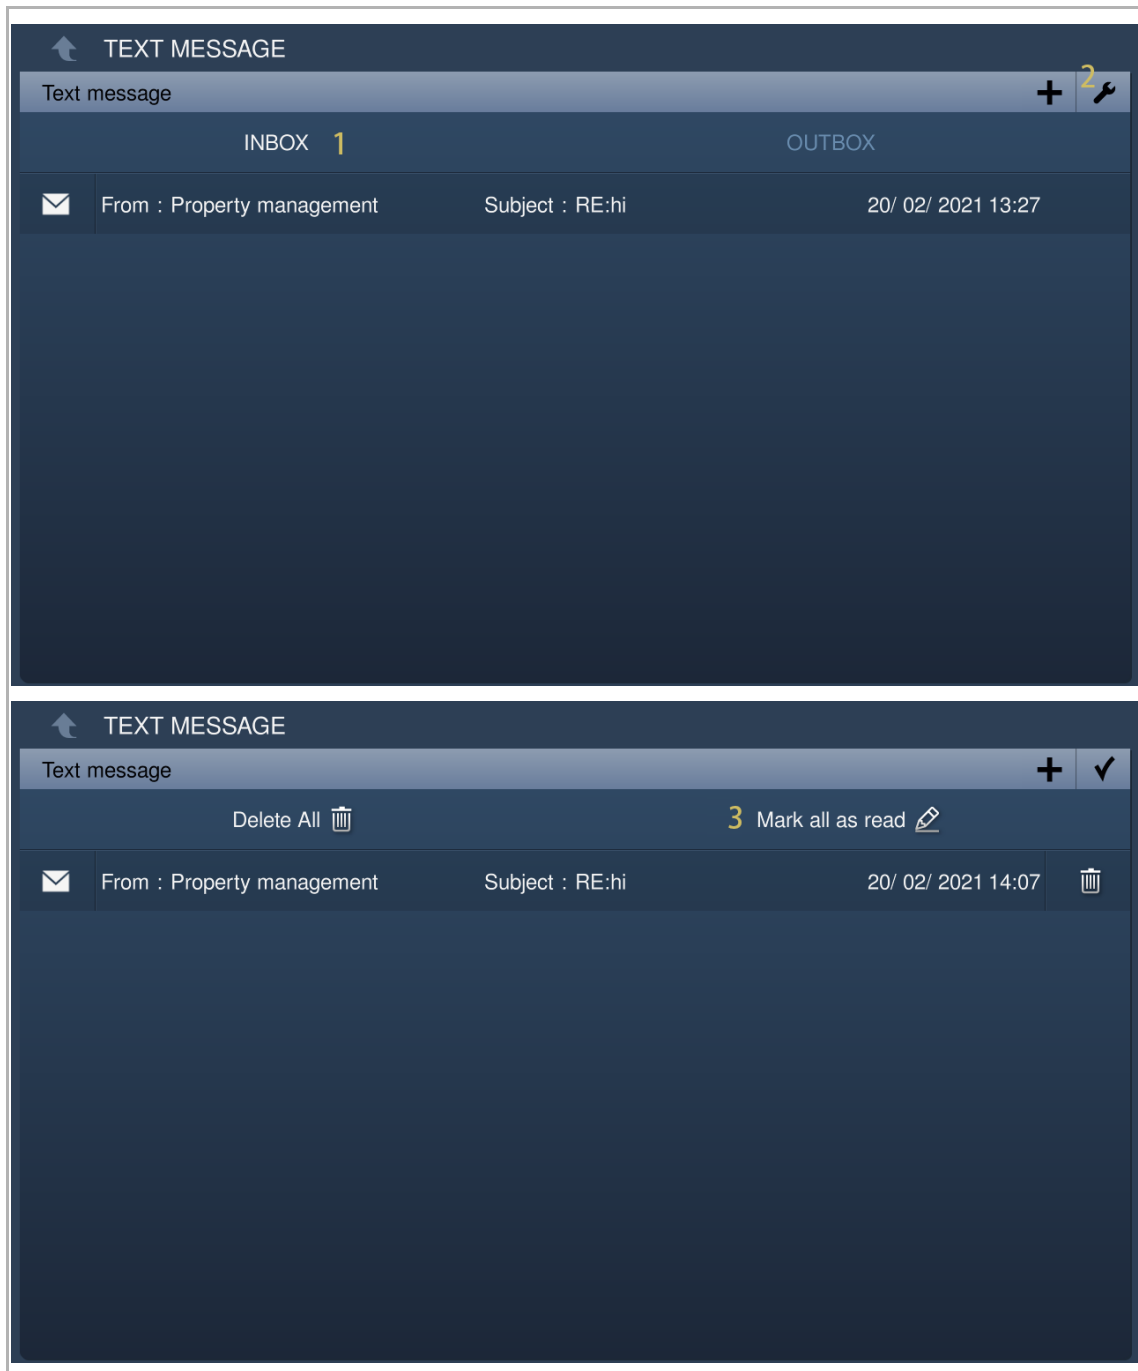 TEXT MESSAGE
Text message 2
INBOX 1 OUTBOX
From : Property management Subject : RE:hi 20/ 02/ 2021 13:27
TEXT MESSAGE
Text message
Delete All 3 Mark all as read
From : Property management Subject : RE:hi 20/ 02/ 2021 14:07